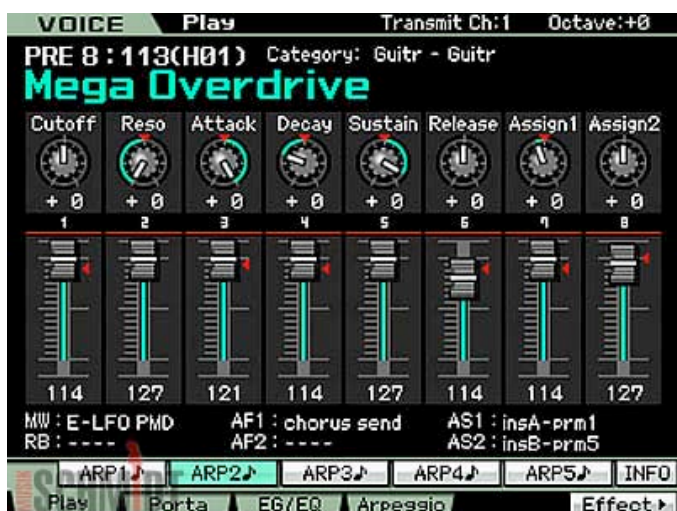 VOICE Play Transmit Ch:1 Octave:+0
PRE 8:113(H01) Category: Guitr - Guitr
Mega Overdrive
Cutoff Reso Attack Decay Sustain Release Assign1 Assign2
+ 0 + 0 + 0 + 0 + 0 + 0 + 0 + 0
1 2 3 4 5 6 7 8
114 127 121 114 127 114 114 127
MW : E-LFO PMD AF1 : chorus send AS1 : insA-prm1
RB : ---- AF2 : ---- AS2 : insB-prm5
ARP1♪ ARP2♪ ARP3♪ ARP4♪ ARP5♪ INFO
Play Porta EG/EQ Arpeggio Effect▶